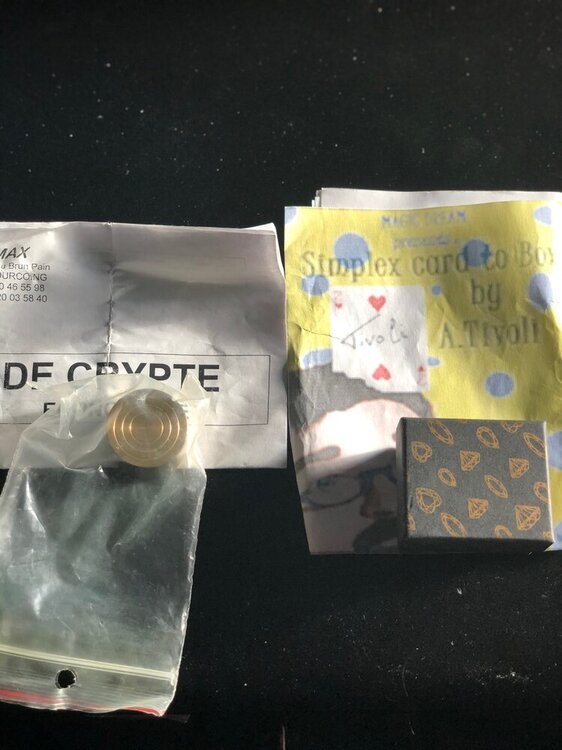 MAX
u Brun Pain
OURCOING
0 46 55 98
20 03 58 40
DE CRYPTE
MAGIC DREAM
presents
Simplex card to Box
by
A.Tivoli
Tivoli